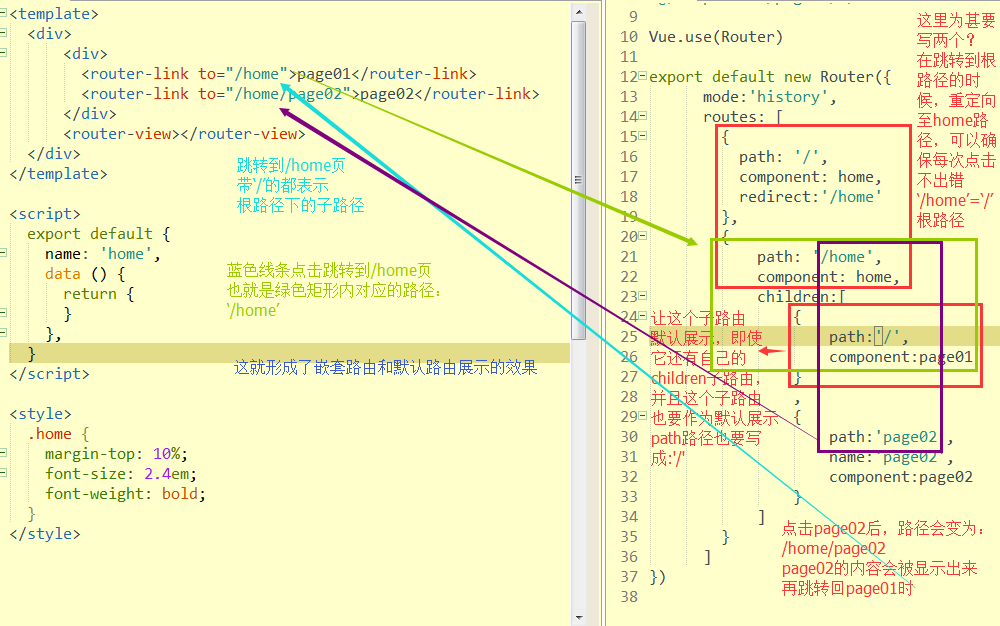 <template>
<div>
<div>
<router-link to="/home">page01</router-link>
<router-link to="/home/page02">page02</router-link>
</div>
<router-view></router-view>
</div>
</template>
跳转到/home页
带'/'的都表示
根路径下的子路径
<script>
export default {
name: 'home',
data () {
return {
}
},
}
</script>
蓝色线条点击跳转到/home页
也就是绿色矩形内对应的路径:
'/home'
这就形成了嵌套路由和默认路由展示的效果
<style>
.home {
margin-top: 10%;
font-size: 2.4em;
font-weight: bold;
}
</style>
9
10 Vue.use(Router)
11
12 export default new Router({
13 mode:'history',
14 routes: [
15 {
16 path: '/',
17 component: home,
18 redirect:'/home'
19 },
20 {
21 path: '/home',
22 component: home,
23 children:[
24 {
25 path:'/',
26 component:page01
27 }
28 ,
29 {
30 path:'page02',
31 name:'page02',
32 component:page02
33 }
34 ]
35 }
36 ]
37 })
38
这里为甚要
写两个?
在跳转到根
路径的时
候，重定向
至home路
径，可以确
保每次点击
不出错
'/home'='/'
根路径
让这个子路由
默认展示，即使
它还有自己的
children子路由，
并且这个子路由
也要作为默认展示
path路径也要写
成:'/'
点击page02后，路径会变为：
/home/page02
page02的内容会被显示出来
再跳转回page01时